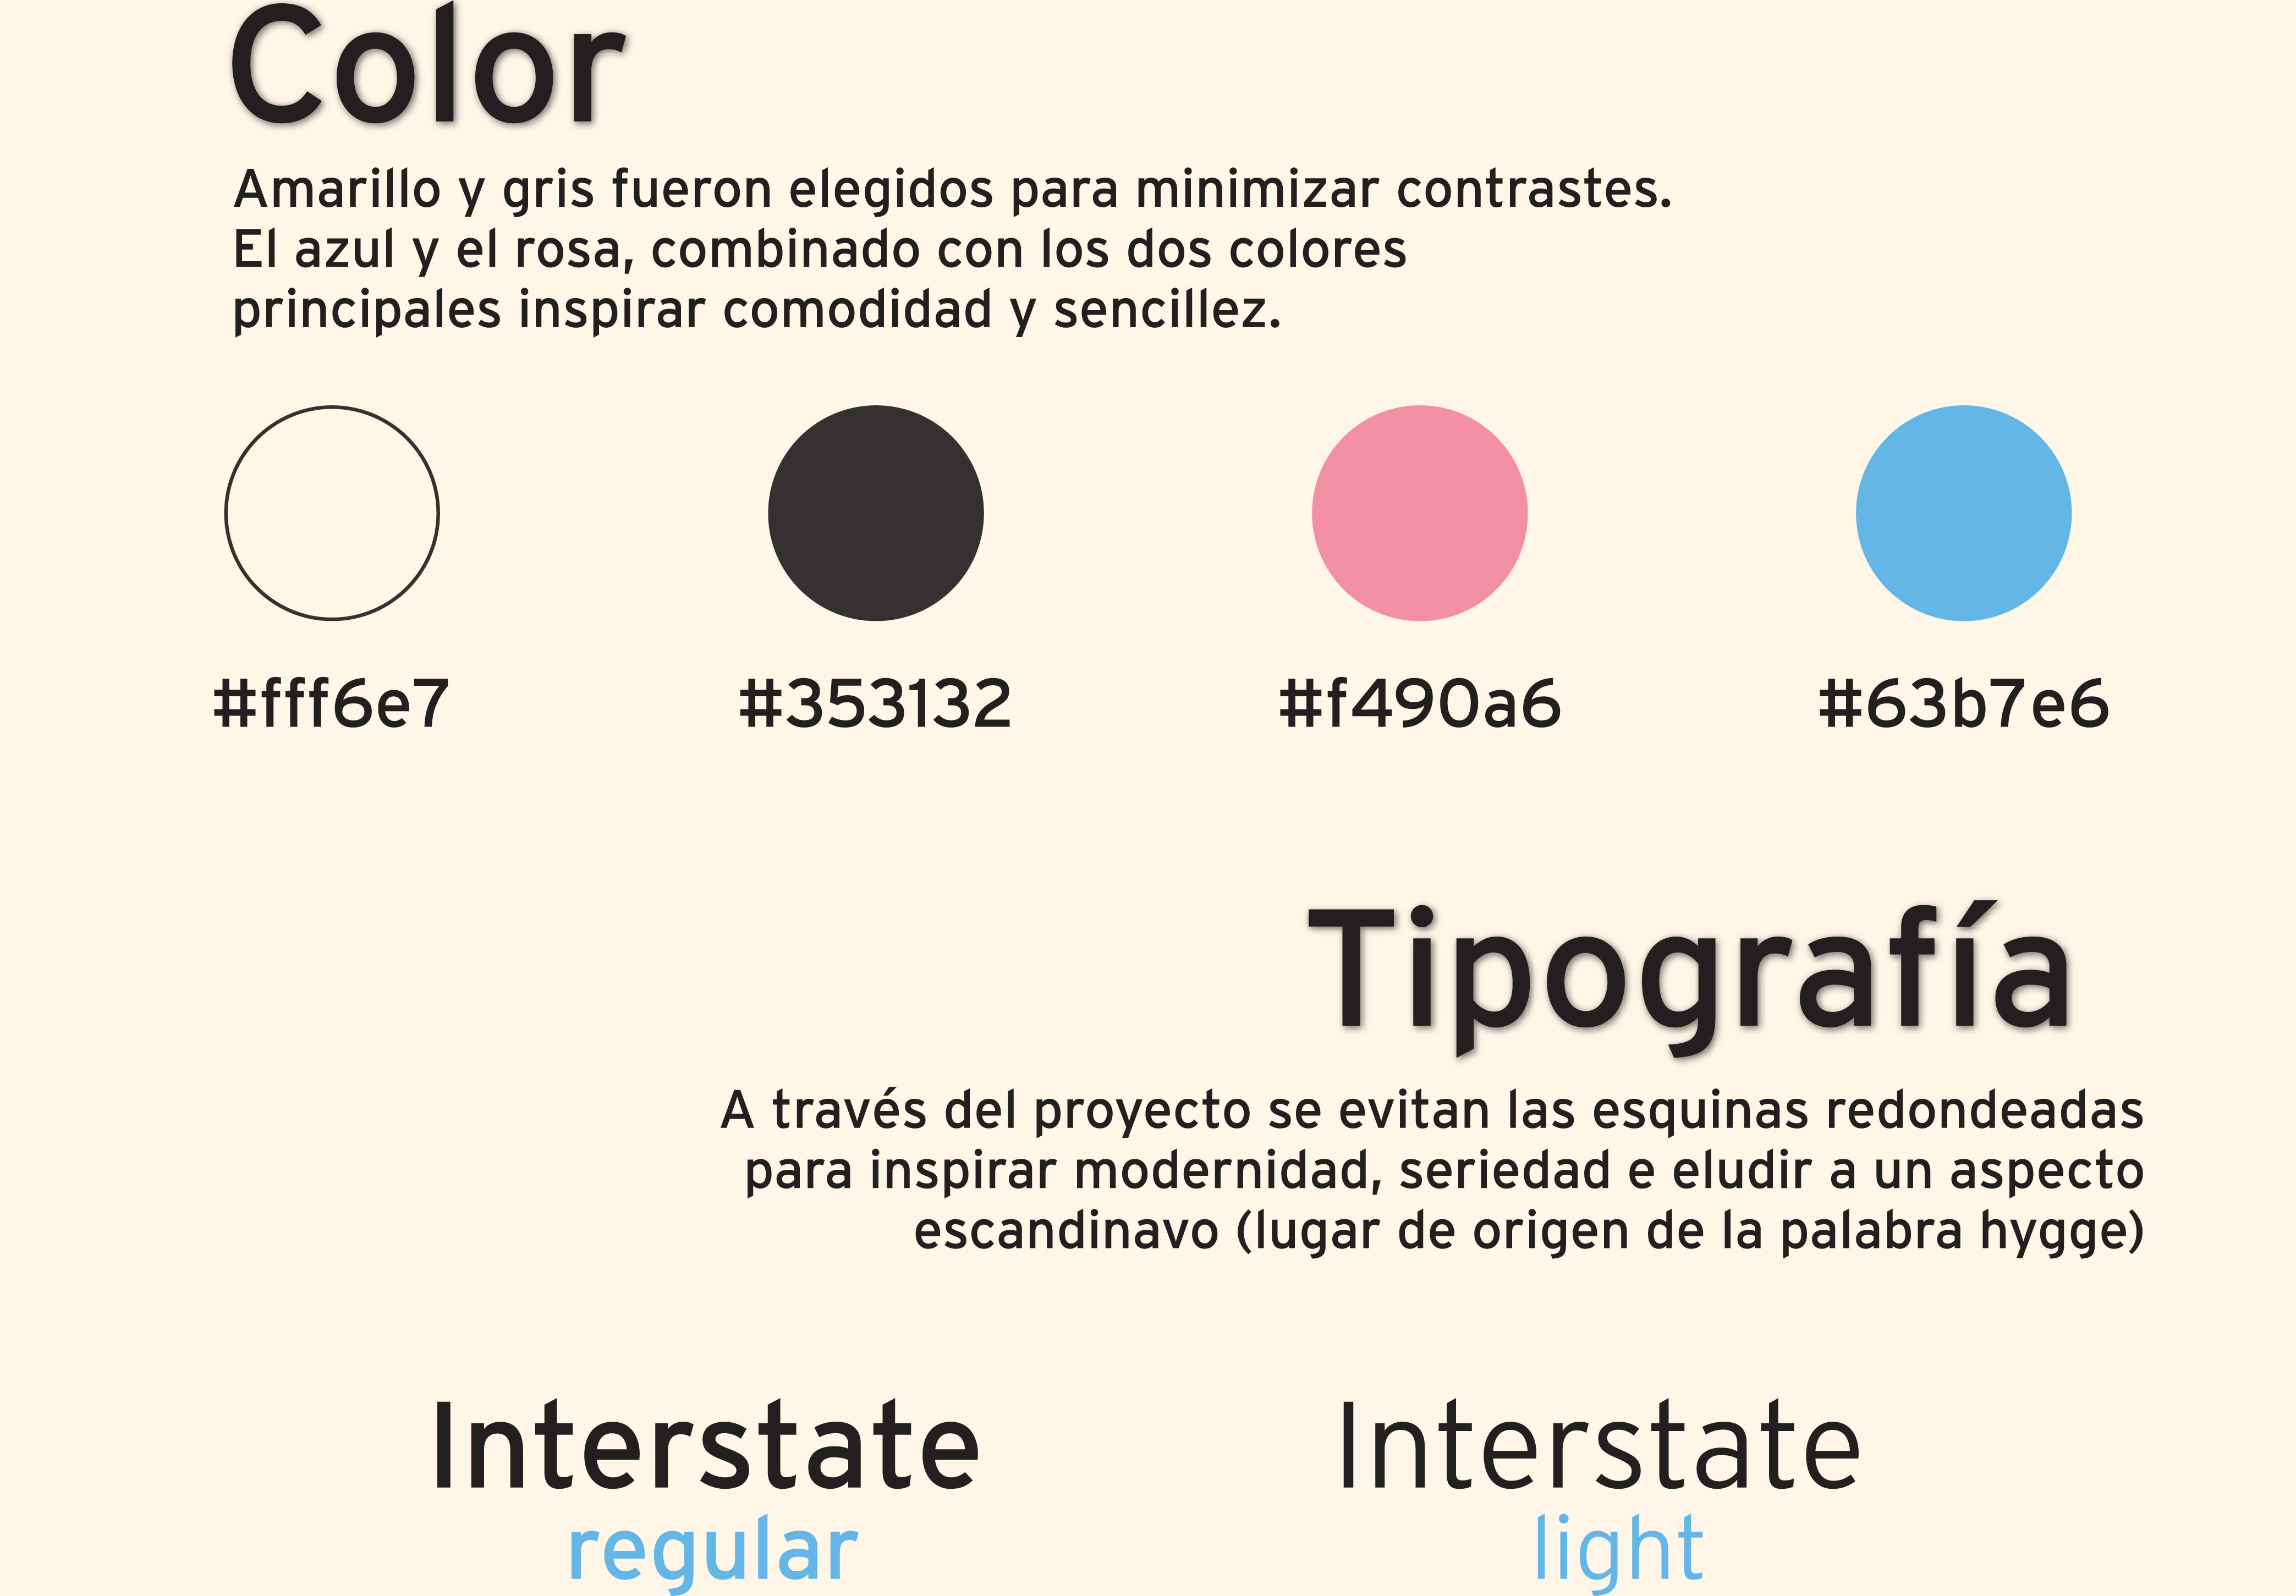 Color
Amarillo y gris fueron elegidos para minimizar contrastes.
El azul y el rosa, combinado con los dos colores
principales inspirar comodidad y sencillez.
#fff6e7
#353132
#f490a6
#63b7e6
Tipografía
A través del proyecto se evitan las esquinas redondeadas
para inspirar modernidad, seriedad e eludir a un aspecto
escandinavo (lugar de origen de la palabra hygge)
Interstate
regular
Interstate
light